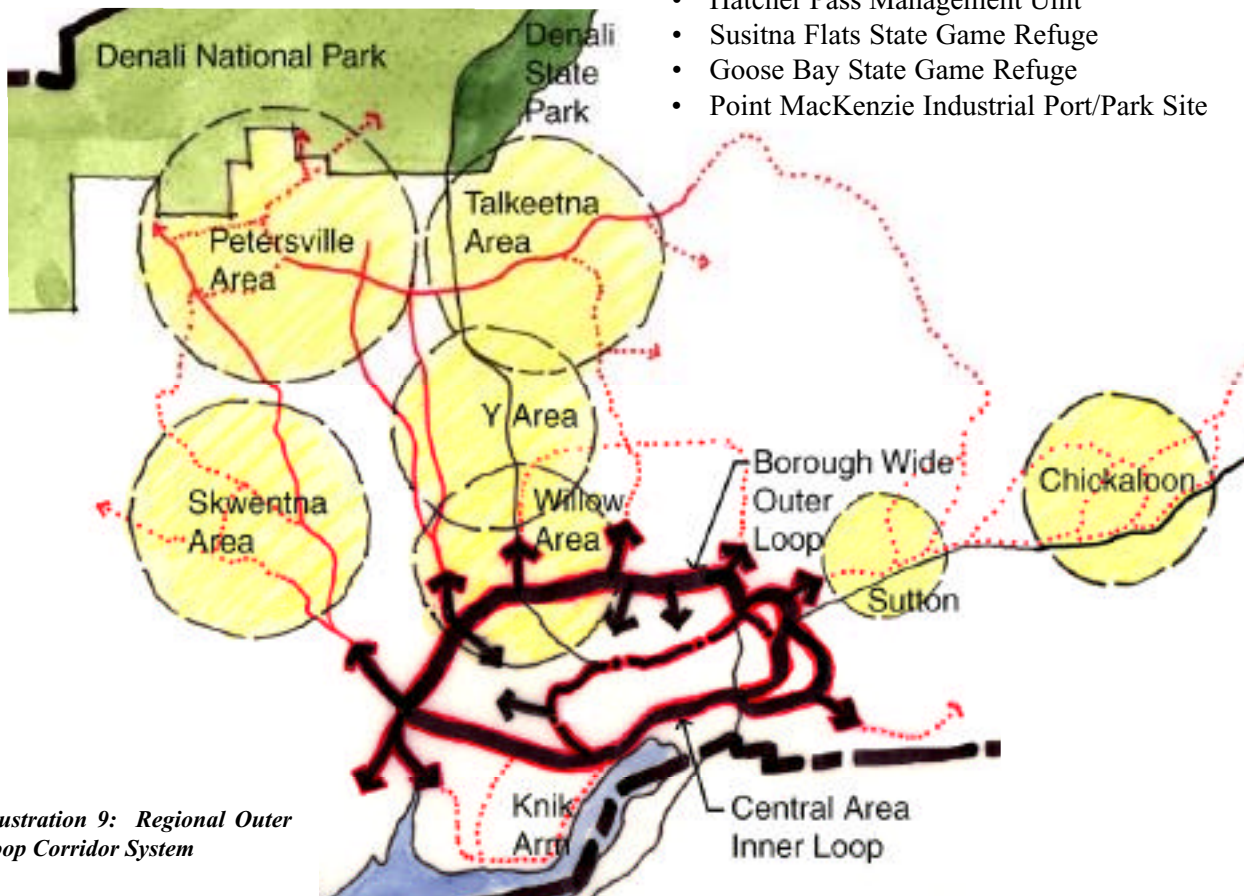 • Hatcher Pass Management Unit
• Susitna Flats State Game Refuge
• Goose Bay State Game Refuge
• Point MacKenzie Industrial Port/Park Site
Denali National Park
Denali
State
Park
Talkeetna
Area
Petersville
Area
Y Area
Willow
Area
Skwentna
Area
Borough Wide
Outer
Loop
Chickaloon
Sutton
Knik
Arm
Central Area
Inner Loop
ustration 9: Regional Outer
oop Corridor System